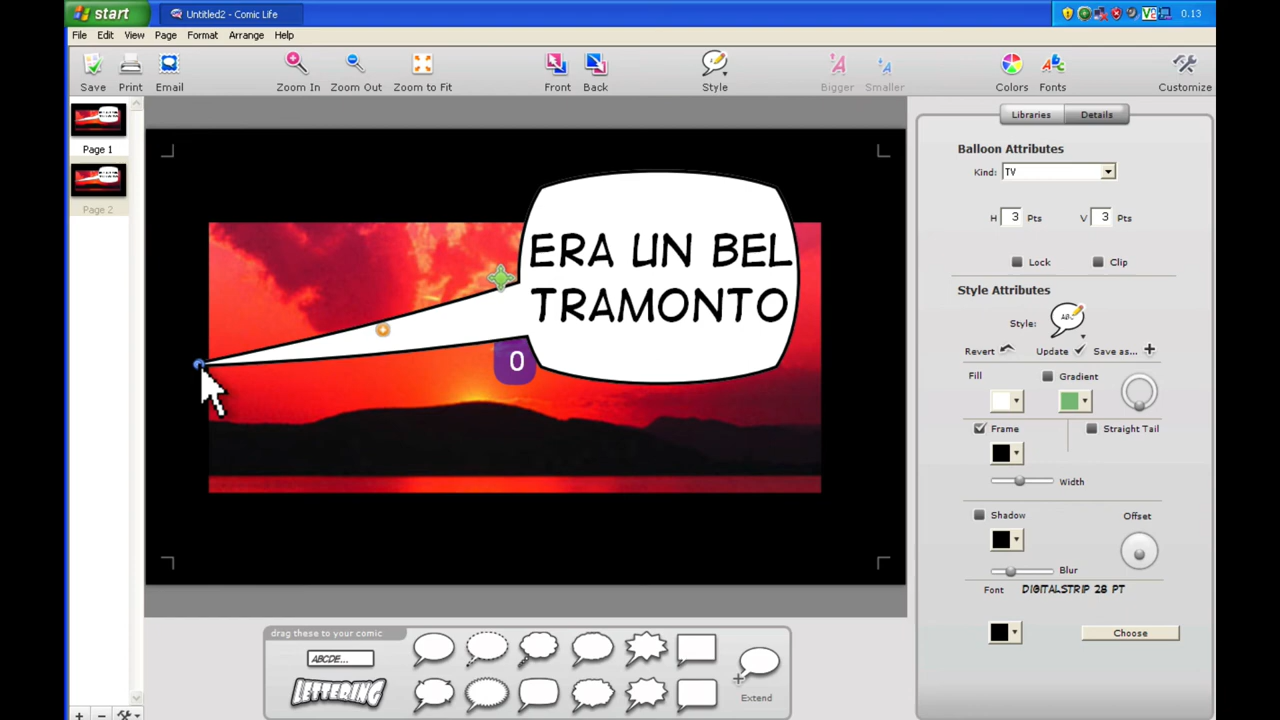 start
Untitled2 - Comic Life
0.13
File Edit View Page Format Arrange Help
Save Print Email Zoom In Zoom Out Zoom to Fit Front Back Style Bigger Smaller Colors Fonts Customize
Page 1
Page 2
ERA UN BEL
TRAMONTO
0
Libraries Details
Balloon Attributes
Kind: TV
H 3 Pts V 3 Pts
Lock Clip
Style Attributes
Style: ABC
Revert Update Save as...
Fill Gradient
Frame Straight Tail
Width
Shadow Offset
Blur
Font DIGITALSTRIP 28 PT
Choose
drag these to your comic
ABCDE...
LETTERING
Extend